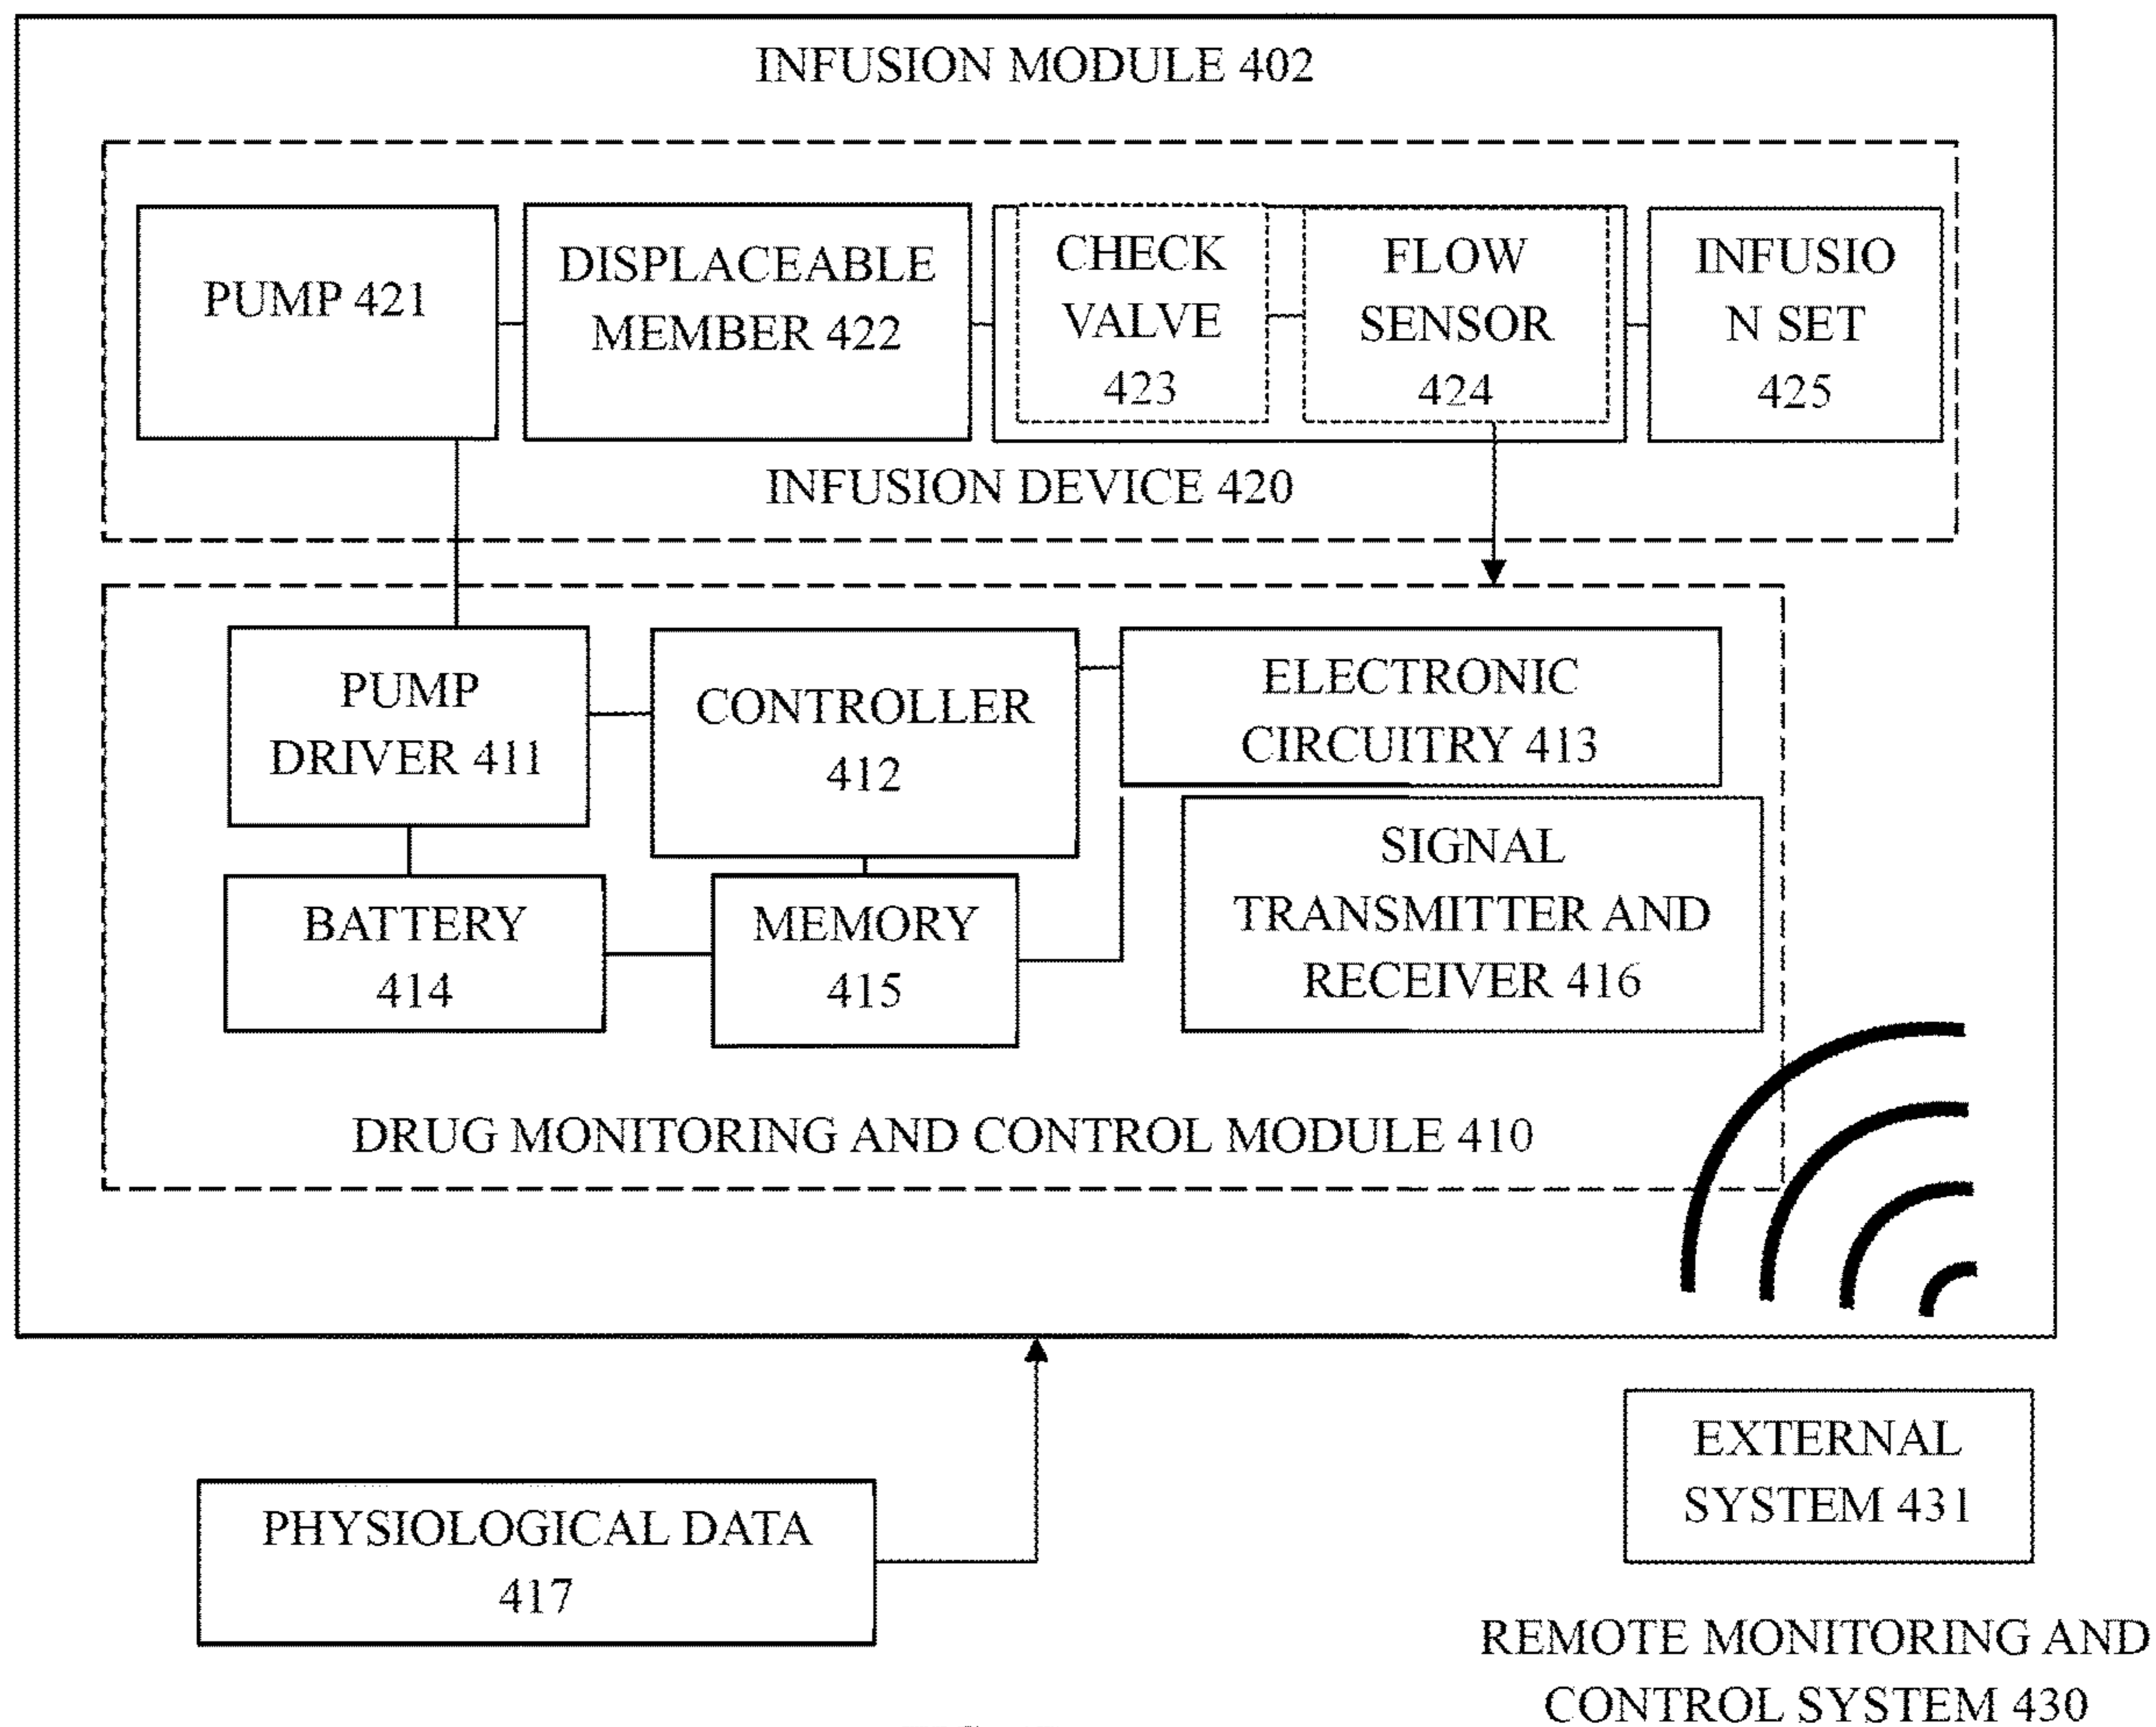 INFUSION MODULE 402
PUMP 421
DISPLACEABLE
MEMBER 422
CHECK
VALVE
423
FLOW
SENSOR
424
INFUSIO
N SET
425
INFUSION DEVICE 420
PUMP
DRIVER 411
CONTROLLER
412
ELECTRONIC
CIRCUITRY 413
BATTERY
414
MEMORY
415
SIGNAL
TRANSMITTER AND
RECEIVER 416
DRUG MONITORING AND CONTROL MODULE 410
PHYSIOLOGICAL DATA
417
EXTERNAL
SYSTEM 431
REMOTE MONITORING AND
CONTROL SYSTEM 430